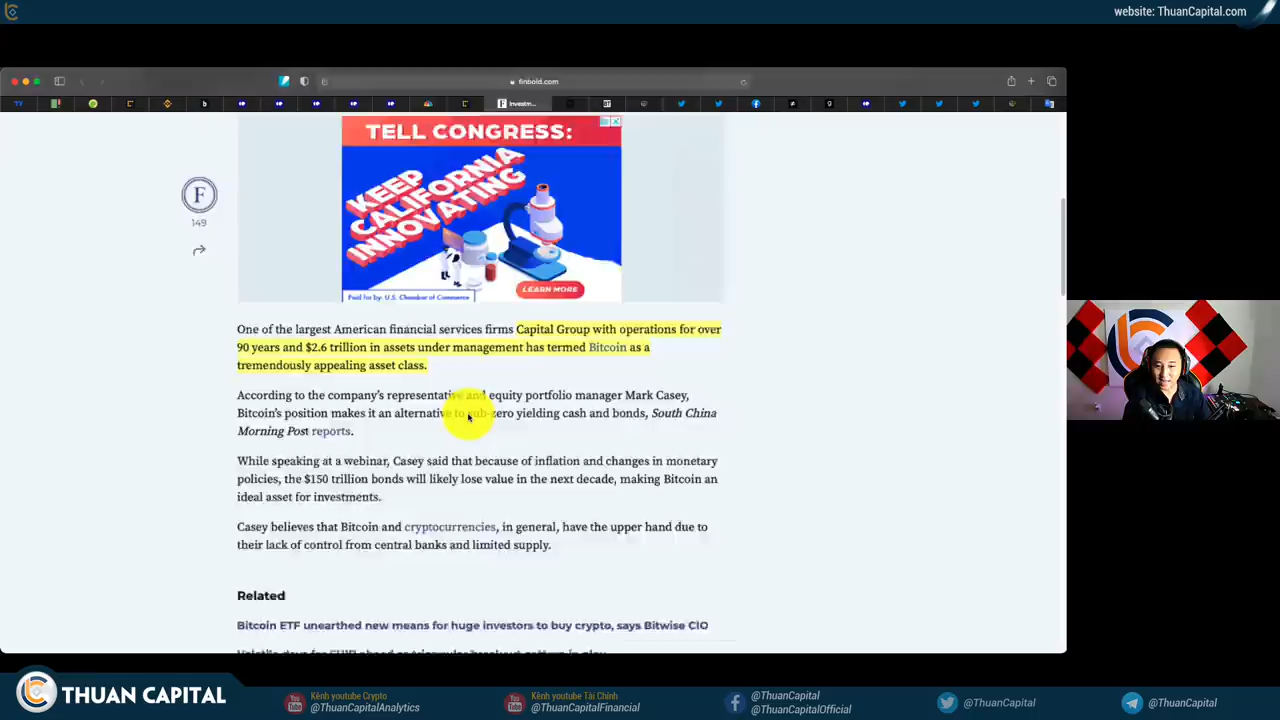 website: ThuanCapital.com
finbold.com
Investm...
TELL CONGRESS:
KEEP
CALIFORNIA
INNOVATING
LEARN MORE
Paid for by: U.S. Chamber of Commerce
F
149
One of the largest American financial services firms Capital Group with operations for over
90 years and $2.6 trillion in assets under management has termed Bitcoin as a
tremendously appealing asset class.
According to the company's representative and equity portfolio manager Mark Casey,
Bitcoin's position makes it an alternative to sub-zero yielding cash and bonds, South China
Morning Post reports.
While speaking at a webinar, Casey said that because of inflation and changes in monetary
policies, the $150 trillion bonds will likely lose value in the next decade, making Bitcoin an
ideal asset for investments.
Casey believes that Bitcoin and cryptocurrencies, in general, have the upper hand due to
their lack of control from central banks and limited supply.
Related
Bitcoin ETF unearthed new means for huge investors to buy crypto, says Bitwise CIO
THUAN CAPITAL
Kênh youtube Crypto
@ThuanCapitalAnalytics
Kênh youtube Tài Chính
@ThuanCapitalFinancial
@ThuanCapital
@ThuanCapitalOfficial
@ThuanCapital
@ThuanCapital